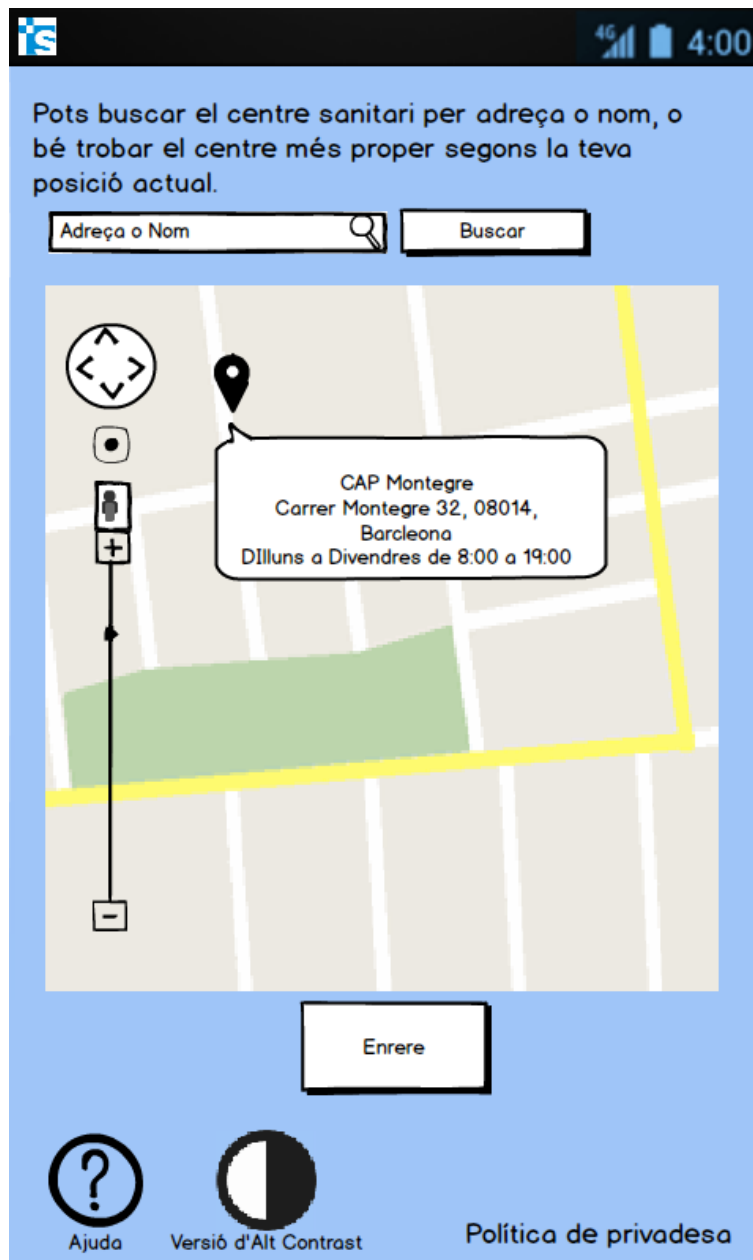 4G 4:00
Pots buscar el centre sanitari per adreça o nom, o
bé trobar el centre més proper segons la teva
posició actual.
Adreça o Nom
Buscar
CAP Montegre
Carrer Montegre 32, 08014,
Barcleona
DIlluns a Divendres de 8:00 a 19:00
Enrere
Ajuda
Versió d'Alt Contrast
Política de privadesa